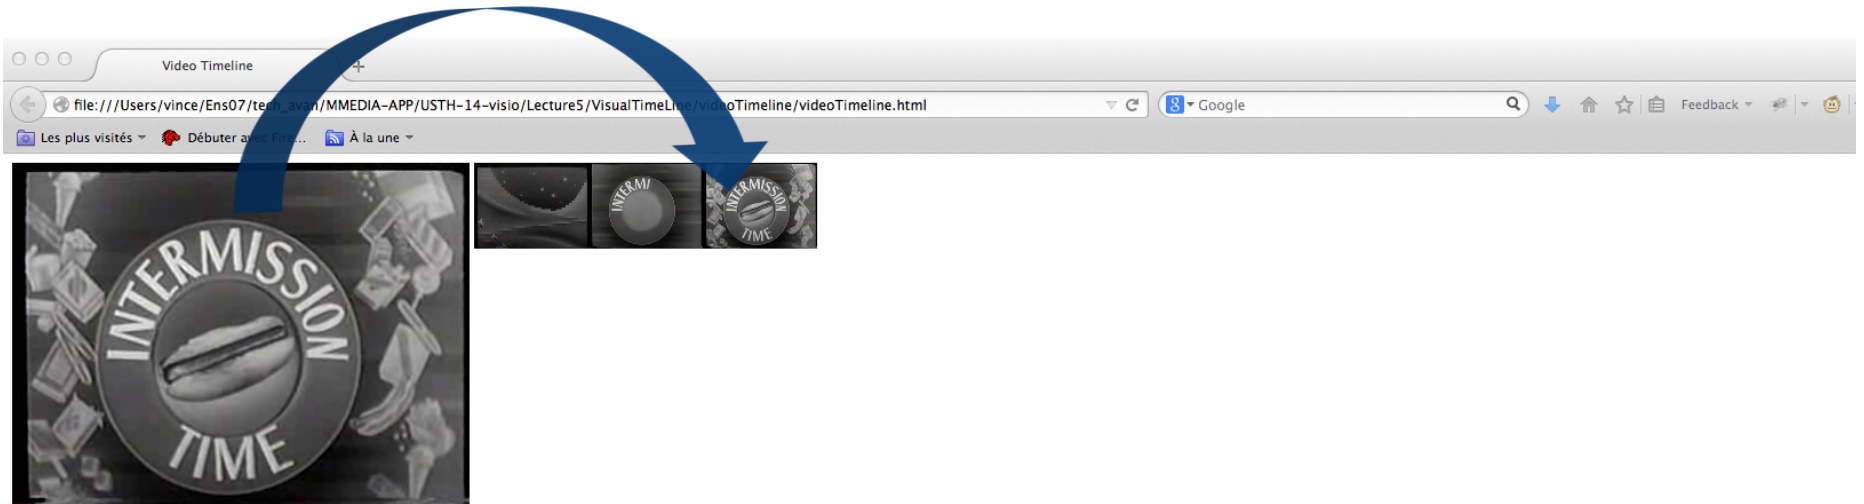 Video Timeline
file:///Users/vince/Ens07/tech_avan/MMEDIA-APP/USTH-14-visio/Lecture5/VisualTimeLine/videoTimeline/videoTimeline.html
8 Google
Feedback
Les plus visités
Débuter avec Fire...
À la une
INTERMISSION
TIME
INTERMI
INTERMISSION
TIME